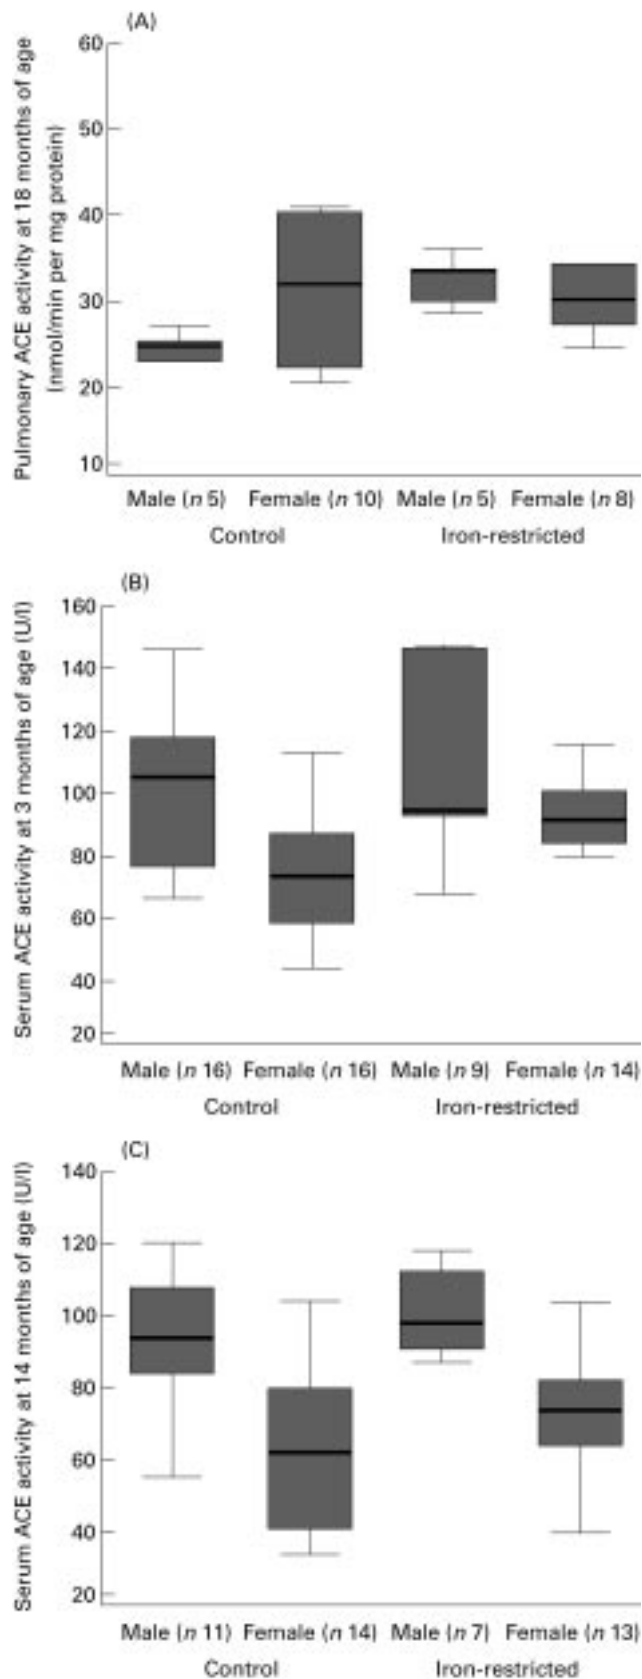 (A)
Pulmonary ACE activity at 18 months of age
(nmol/min per mg protein)
60
50
40
30
20
10
Male (n 5) Female (n 10) Male (n 5) Female (n 8)
Control Iron-restricted
(B)
Serum ACE activity at 3 months of age (U/l)
160
140
120
100
80
60
40
20
Male (n 16) Female (n 16) Male (n 9) Female (n 14)
Control Iron-restricted
(C)
Serum ACE activity at 14 months of age (U/l)
140
120
100
80
60
40
20
Male (n 11) Female (n 14) Male (n 7) Female (n 13)
Control Iron-restricted